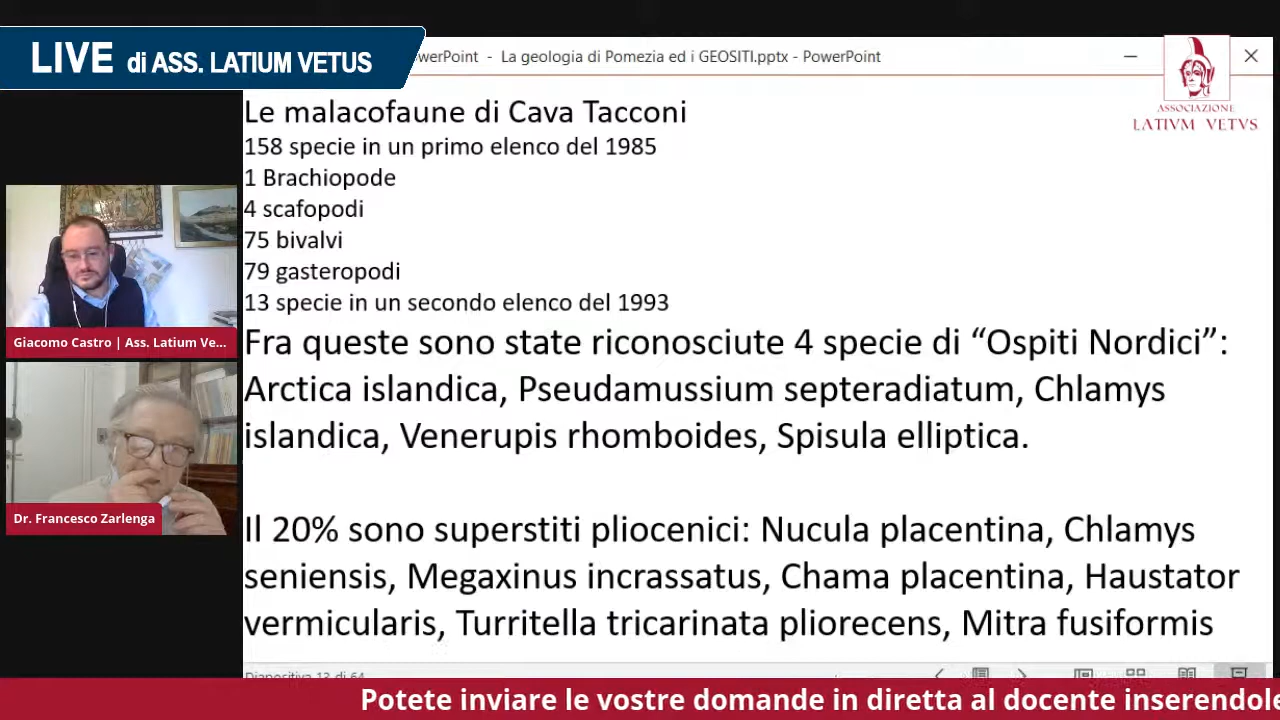 LIVE di ASS. LATIUM VETUS
PowerPoint - La geologia di Pomezia ed i GEOSITI.pptx - PowerPoint
ASSOCIAZIONE
LATIVM VETVS
Le malacofaune di Cava Tacconi
158 specie in un primo elenco del 1985
1 Brachiopode
4 scafopodi
75 bivalvi
79 gasteropodi
13 specie in un secondo elenco del 1993
Fra queste sono state riconosciute 4 specie di “Ospiti Nordici”:
Arctica islandica, Pseudamussium septeradiatum, Chlamys
islandica, Venerupis rhomboides, Spisula elliptica.
Il 20% sono superstiti pliocenici: Nucula placentina, Chlamys
seniensis, Megaxinus incrassatus, Chama placentina, Haustator
vermicularis, Turritella tricarinata pliorecens, Mitra fusiformis
Giacomo Castro | Ass. Latium Ve...
Dr. Francesco Zarlenga
Diapositiva 13 di 64
Potete inviare le vostre domande in diretta al docente inserendole